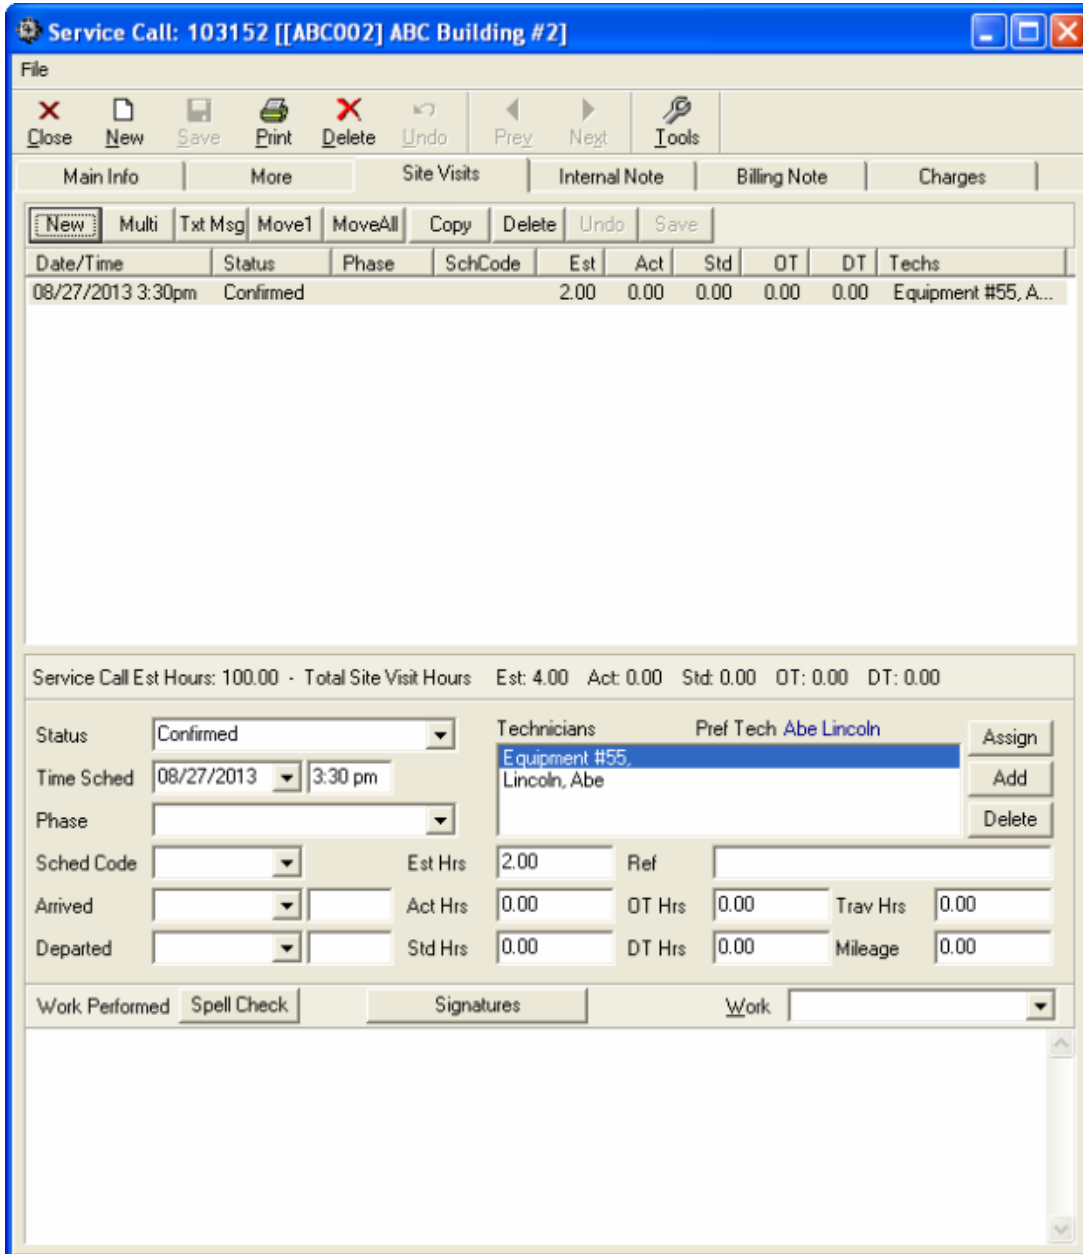 Service Call: 103152 [[ABC002] ABC Building #2]
File
Close New Save Print Delete Undo Prev Next Tools
Main Info More Site Visits Internal Note Billing Note Charges
New Multi Txt Msg Move1 MoveAll Copy Delete Undo Save
Date/Time Status Phase SchCode Est Act Std OT DT Techs
08/27/2013 3:30pm Confirmed 2.00 0.00 0.00 0.00 0.00 Equipment #55, A...
Service Call Est Hours: 100.00 - Total Site Visit Hours Est: 4.00 Act: 0.00 Std: 0.00 OT: 0.00 DT: 0.00
Status Confirmed Technicians Pref Tech Abe Lincoln Assign
Equipment #55,
Time Sched 08/27/2013 3:30 pm Lincoln, Abe Add
Phase Delete
Sched Code Est Hrs 2.00 Ref
Arrived Act Hrs 0.00 OT Hrs 0.00 Trav Hrs 0.00
Departed Std Hrs 0.00 DT Hrs 0.00 Mileage 0.00
Work Performed Spell Check Signatures Work